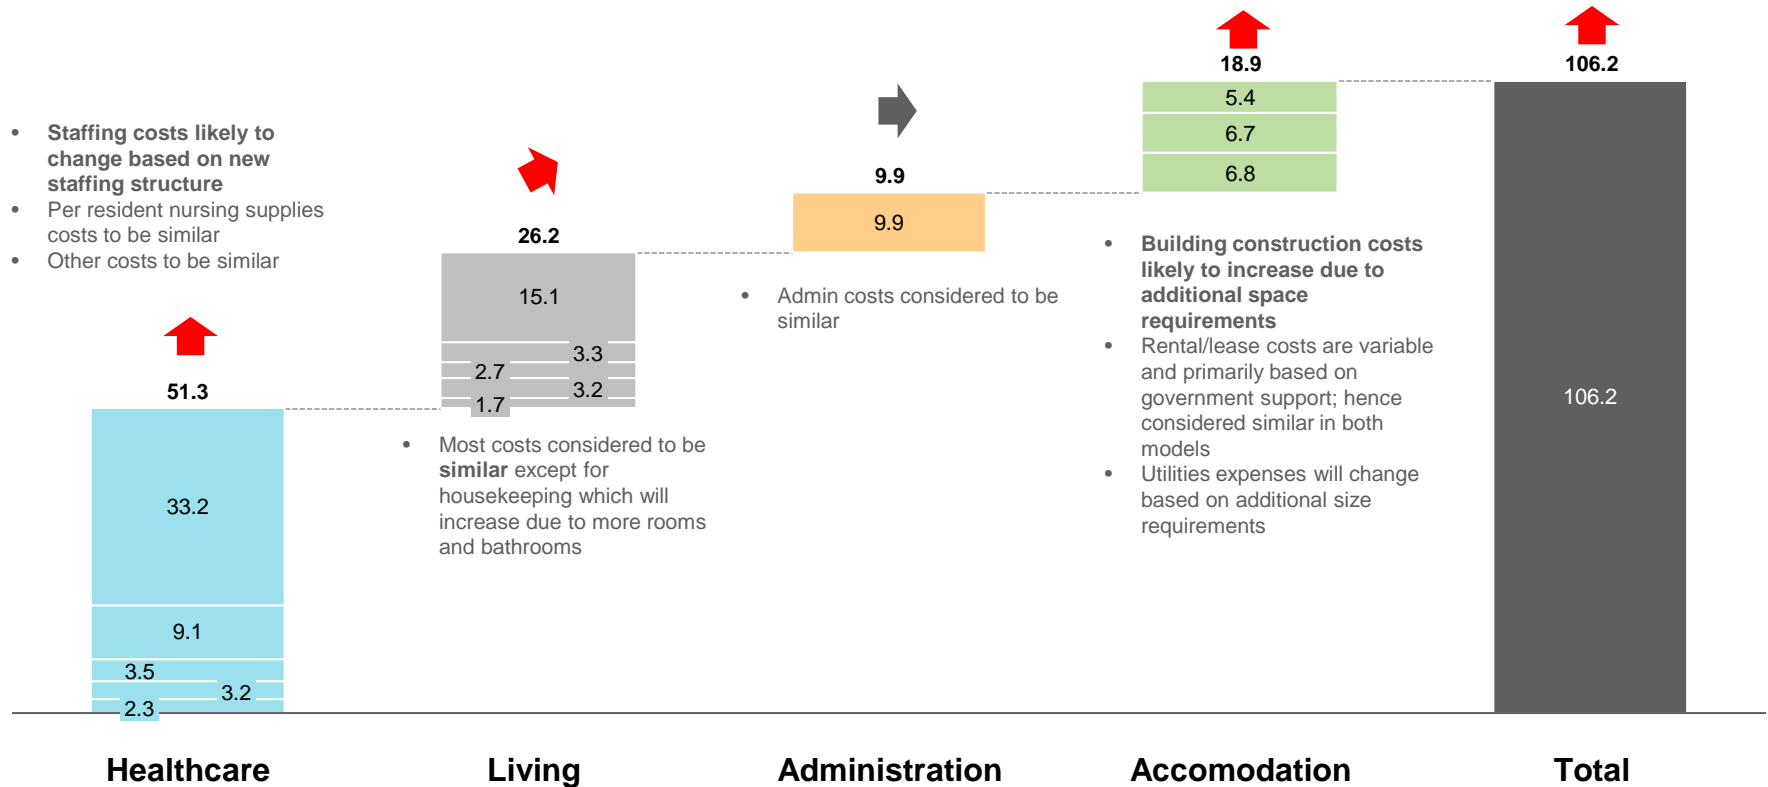 • Staffing costs likely to
change based on new
staffing structure
• Per resident nursing supplies
costs to be similar
• Other costs to be similar
51.3
33.2
9.1
3.5
3.2
2.3
26.2
15.1
3.3
2.7
3.2
1.7
• Most costs considered to be
similar except for
housekeeping which will
increase due to more rooms
and bathrooms
9.9
9.9
• Admin costs considered to be
similar
18.9
5.4
6.7
6.8
• Building construction costs
likely to increase due to
additional space
requirements
• Rental/lease costs are variable
and primarily based on
government support; hence
considered similar in both
models
• Utilities expenses will change
based on additional size
requirements
106.2
106.2
Healthcare
Living
Administration
Accomodation
Total